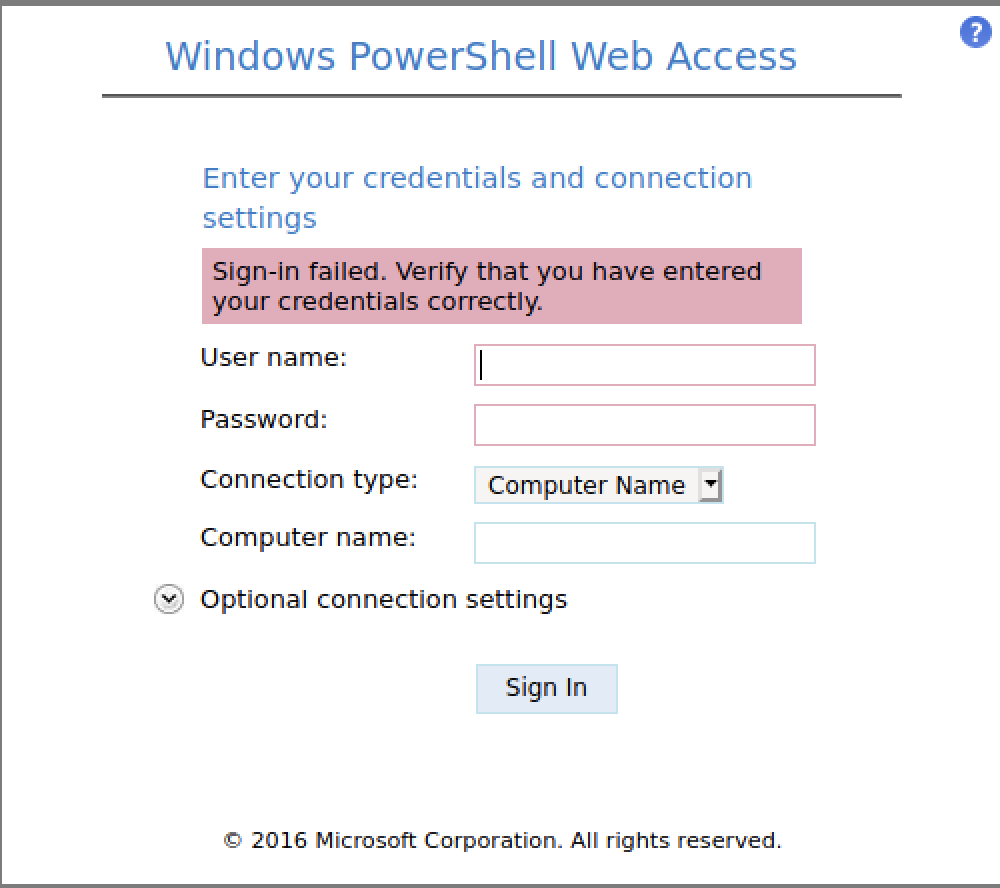 ?
Windows PowerShell Web Access
Enter your credentials and connection
settings
Sign-in failed. Verify that you have entered
your credentials correctly.
User name:
Password:
Connection type: Computer Name
Computer name:
Optional connection settings
Sign In
© 2016 Microsoft Corporation. All rights reserved.